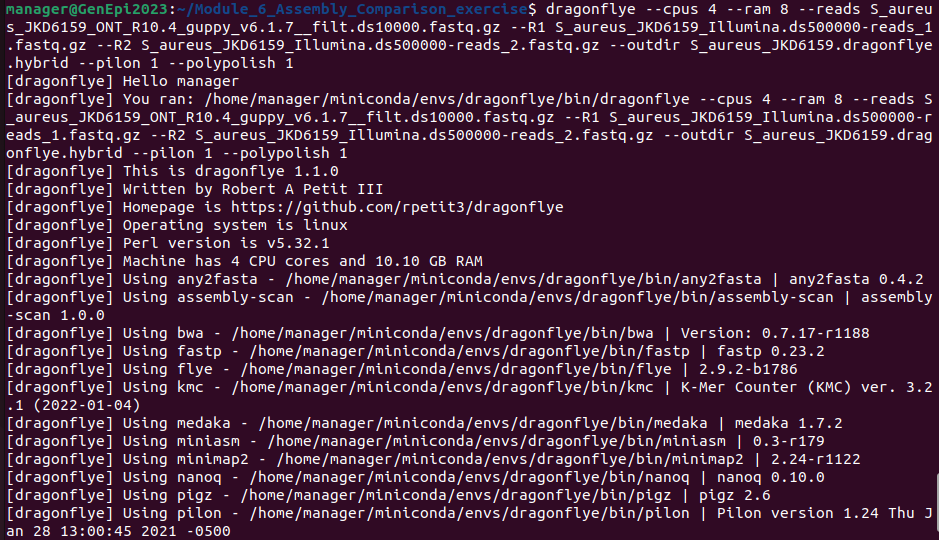 manager@GenEpi2023:~/Module_6_Assembly_Comparison_exercise$ dragonflye --cpus 4 --ram 8 --reads S_aureu
s_JKD6159_ONT_R10.4_guppy_v6.1.7__filt.ds10000.fastq.gz --R1 S_aureus_JKD6159_Illumina.ds500000-reads_1
.fastq.gz --R2 S_aureus_JKD6159_Illumina.ds500000-reads_2.fastq.gz --outdir S_aureus_JKD6159.dragonflye
.hybrid --pilon 1 --polypolish 1
[dragonflye] Hello manager
[dragonflye] You ran: /home/manager/miniconda/envs/dragonflye/bin/dragonflye --cpus 4 --ram 8 --reads S
_aureus_JKD6159_ONT_R10.4_guppy_v6.1.7__filt.ds10000.fastq.gz --R1 S_aureus_JKD6159_Illumina.ds500000-r
eads_1.fastq.gz --R2 S_aureus_JKD6159_Illumina.ds500000-reads_2.fastq.gz --outdir S_aureus_JKD6159.drag
onflye.hybrid --pilon 1 --polypolish 1
[dragonflye] This is dragonflye 1.1.0
[dragonflye] Written by Robert A Petit III
[dragonflye] Homepage is https://github.com/rpetit3/dragonflye
[dragonflye] Operating system is linux
[dragonflye] Perl version is v5.32.1
[dragonflye] Machine has 4 CPU cores and 10.10 GB RAM
[dragonflye] Using any2fasta - /home/manager/miniconda/envs/dragonflye/bin/any2fasta | any2fasta 0.4.2
[dragonflye] Using assembly-scan - /home/manager/miniconda/envs/dragonflye/bin/assembly-scan | assembly
-scan 1.0.0
[dragonflye] Using bwa - /home/manager/miniconda/envs/dragonflye/bin/bwa | Version: 0.7.17-r1188
[dragonflye] Using fastp - /home/manager/miniconda/envs/dragonflye/bin/fastp | fastp 0.23.2
[dragonflye] Using flye - /home/manager/miniconda/envs/dragonflye/bin/flye | 2.9.2-b1786
[dragonflye] Using kmc - /home/manager/miniconda/envs/dragonflye/bin/kmc | K-Mer Counter (KMC) ver. 3.2
.1 (2022-01-04)
[dragonflye] Using medaka - /home/manager/miniconda/envs/dragonflye/bin/medaka | medaka 1.7.2
[dragonflye] Using miniasm - /home/manager/miniconda/envs/dragonflye/bin/miniasm | 0.3-r179
[dragonflye] Using minimap2 - /home/manager/miniconda/envs/dragonflye/bin/minimap2 | 2.24-r1122
[dragonflye] Using nanoq - /home/manager/miniconda/envs/dragonflye/bin/nanoq | nanoq 0.10.0
[dragonflye] Using pigz - /home/manager/miniconda/envs/dragonflye/bin/pigz | pigz 2.6
[dragonflye] Using pilon - /home/manager/miniconda/envs/dragonflye/bin/pilon | Pilon version 1.24 Thu J
an 28 13:00:45 2021 -0500